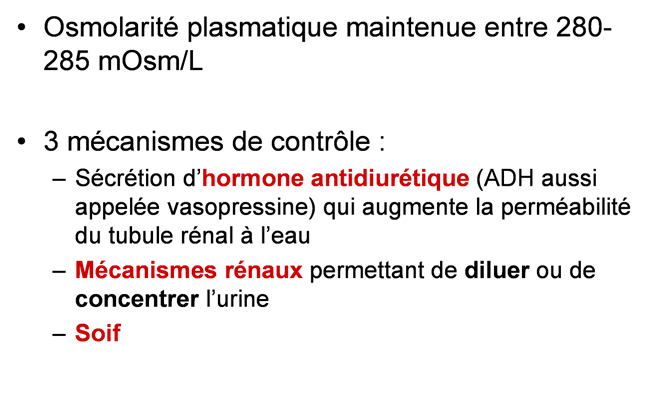 • Osmolarité plasmatique maintenue entre 280-
285 mOsm/L
• 3 mécanismes de contrôle :
– Sécrétion d’hormone antidiurétique (ADH aussi
appelée vasopressine) qui augmente la perméabilité
du tubule rénal à l’eau
– Mécanismes rénaux permettant de diluer ou de
concentrer l’urine
– Soif